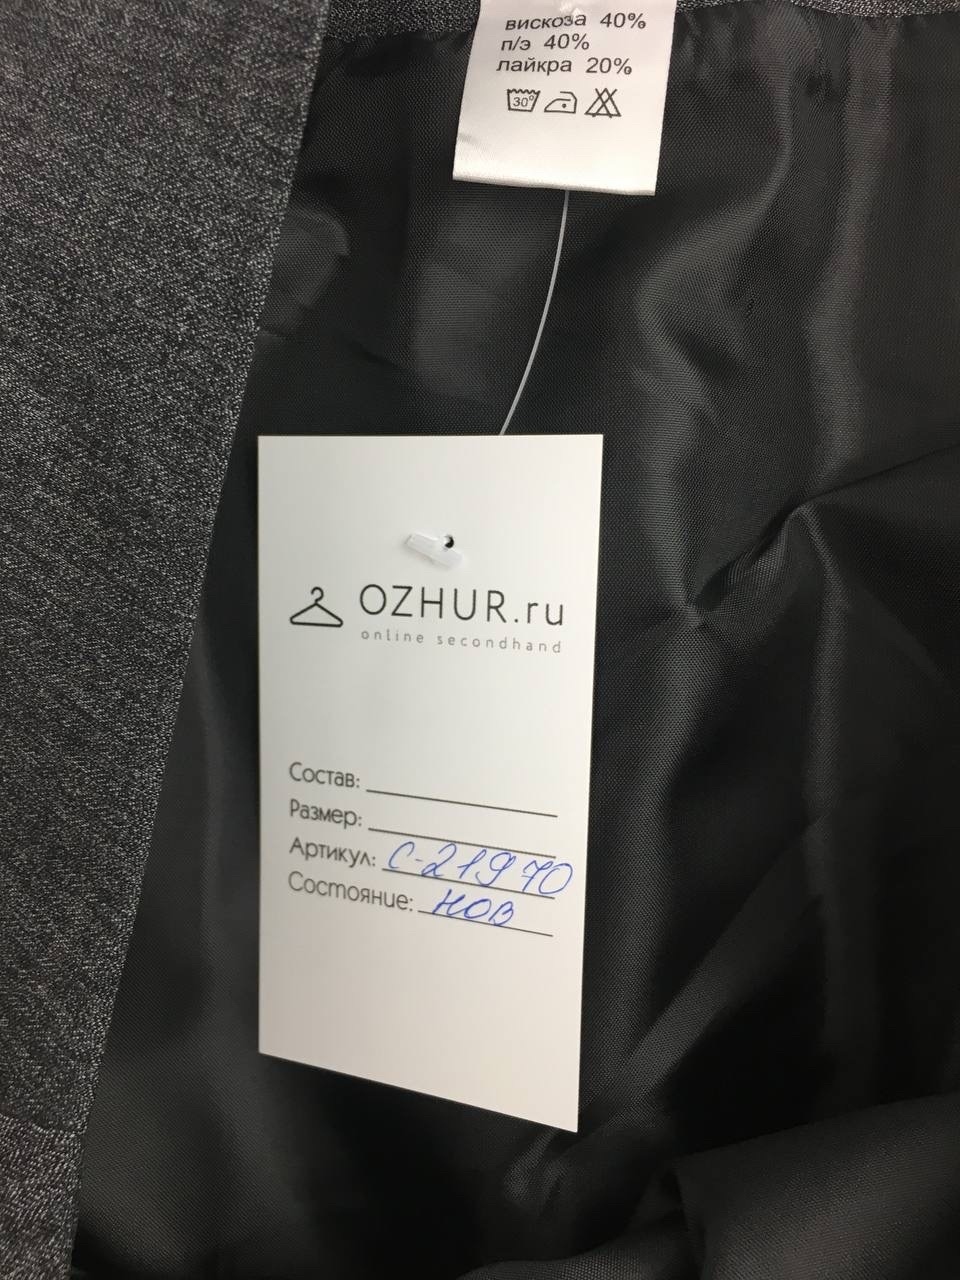 вискоза 40%
п/э 40%
лайкра 20%
30°
OZHUR.ru
online secondhand
Состав:
Размер:
Артикул: С-21970
Состояние: нов